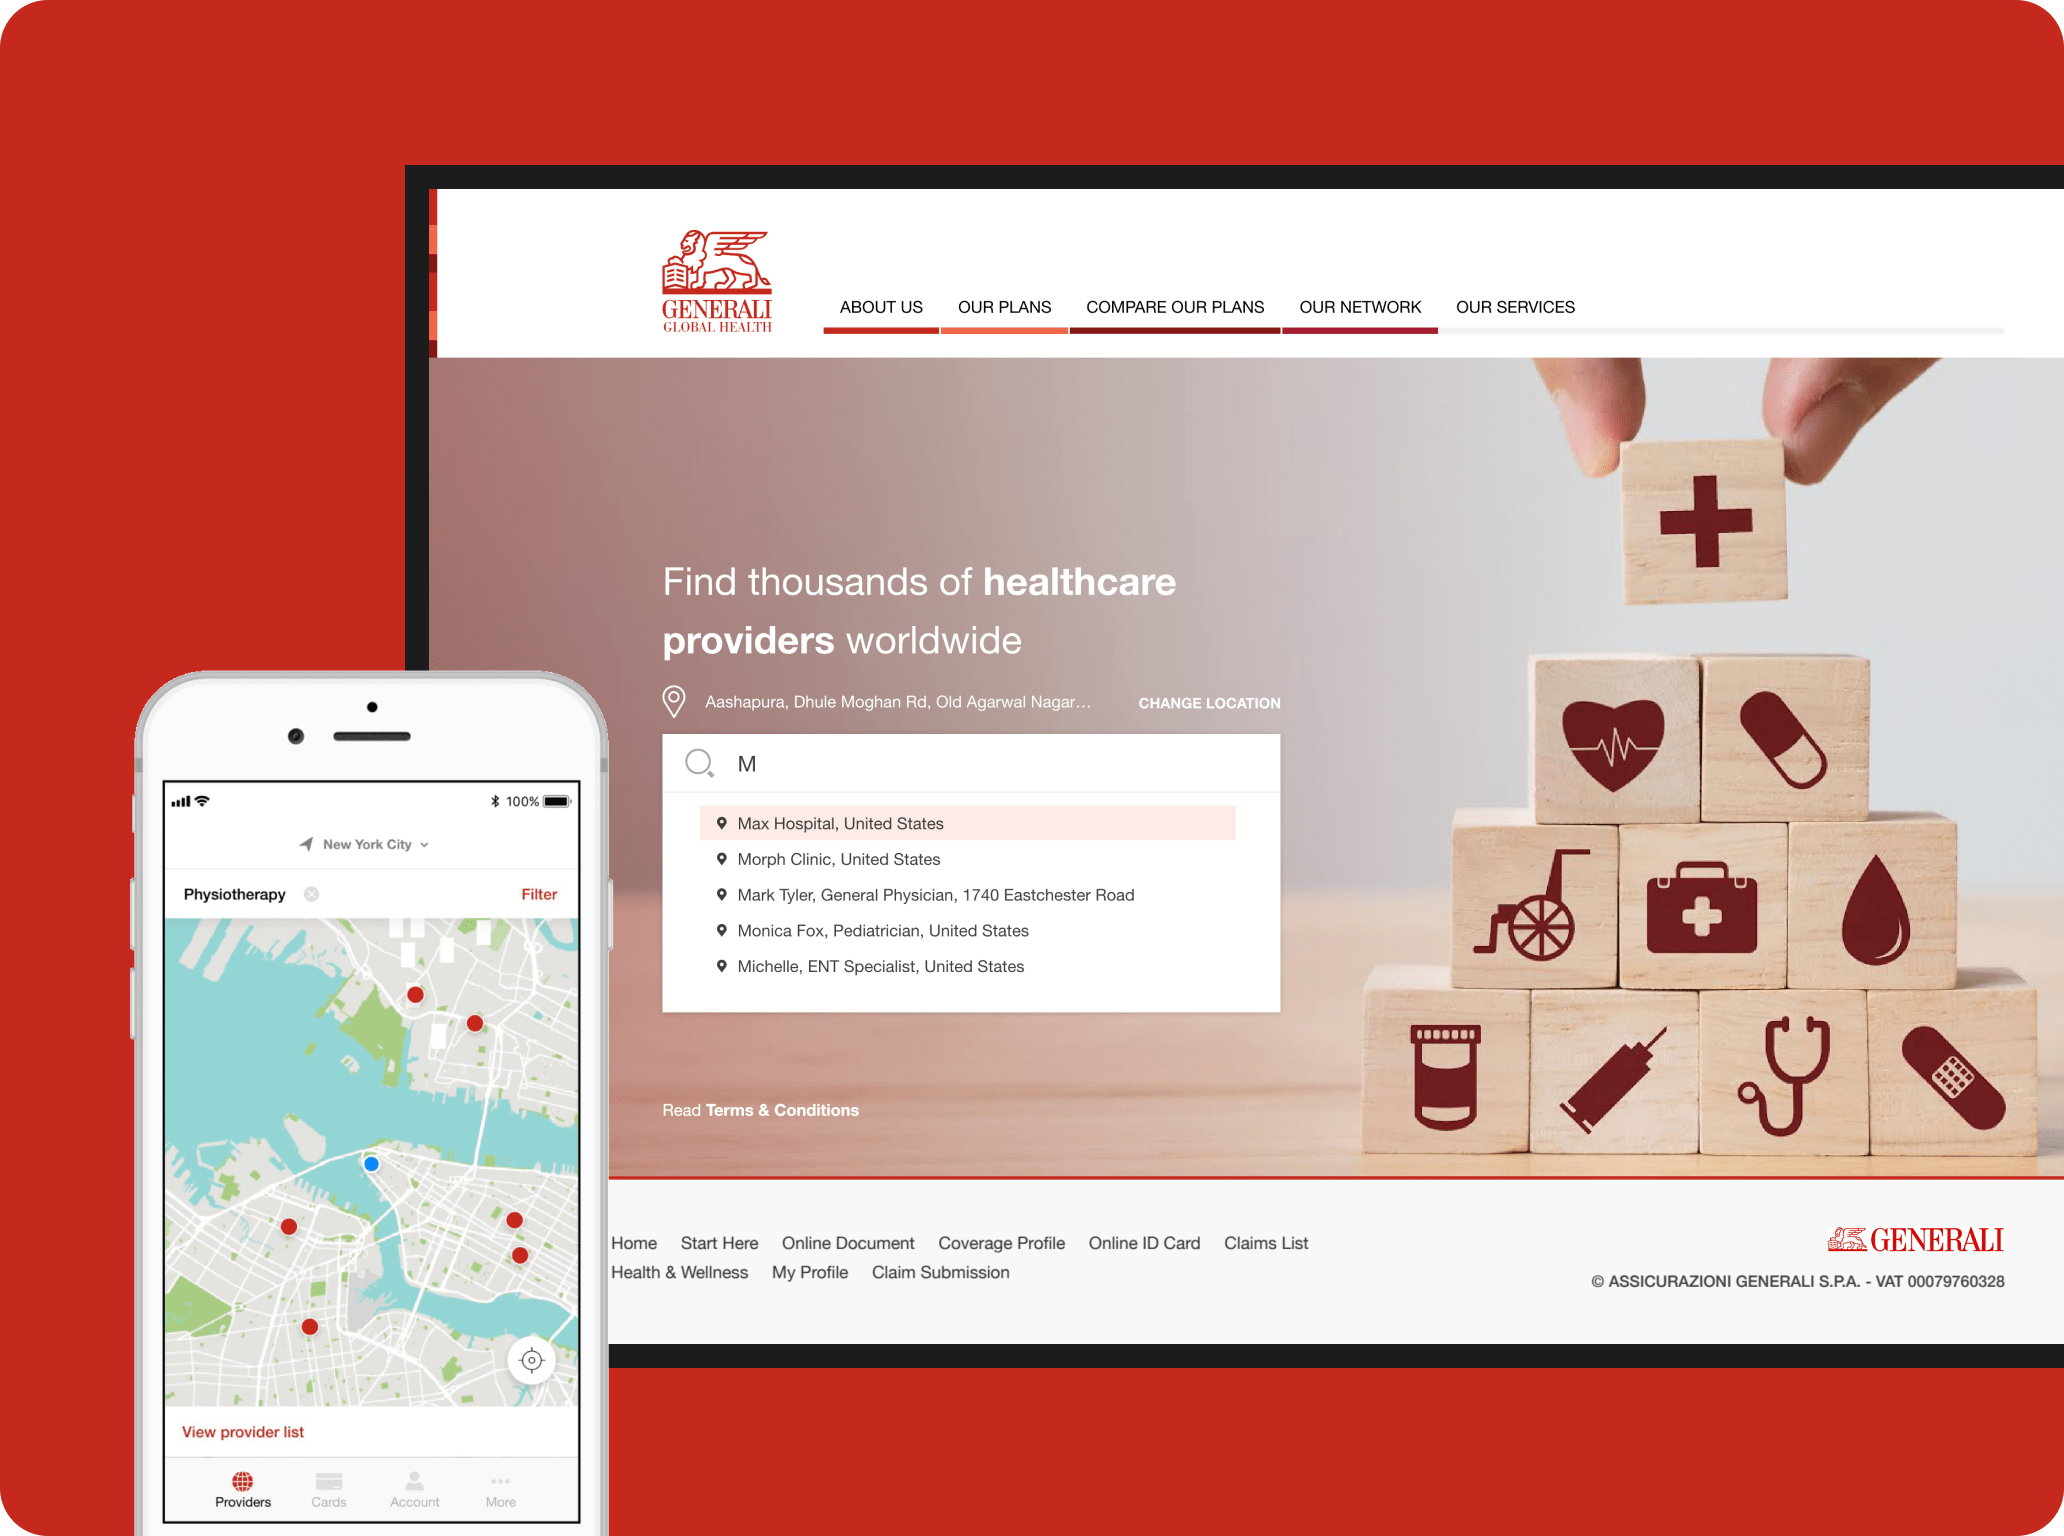 GENERALI
GLOBAL HEALTH
ABOUT US
OUR PLANS
COMPARE OUR PLANS
OUR NETWORK
OUR SERVICES
Find thousands of healthcare
providers worldwide
Aashapura, Dhule Moghan Rd, Old Agarwal Nagar...
CHANGE LOCATION
M
Max Hospital, United States
Morph Clinic, United States
Mark Tyler, General Physician, 1740 Eastchester Road
Monica Fox, Pediatrician, United States
Michelle, ENT Specialist, United States
Read Terms & Conditions
Home
Start Here
Online Document
Coverage Profile
Online ID Card
Claims List
Health & Wellness
My Profile
Claim Submission
GENERALI
© ASSICURAZIONI GENERALI S.P.A. - VAT 00079760328
100%
New York City
Physiotherapy
Filter
View provider list
Providers
Cards
Account
More